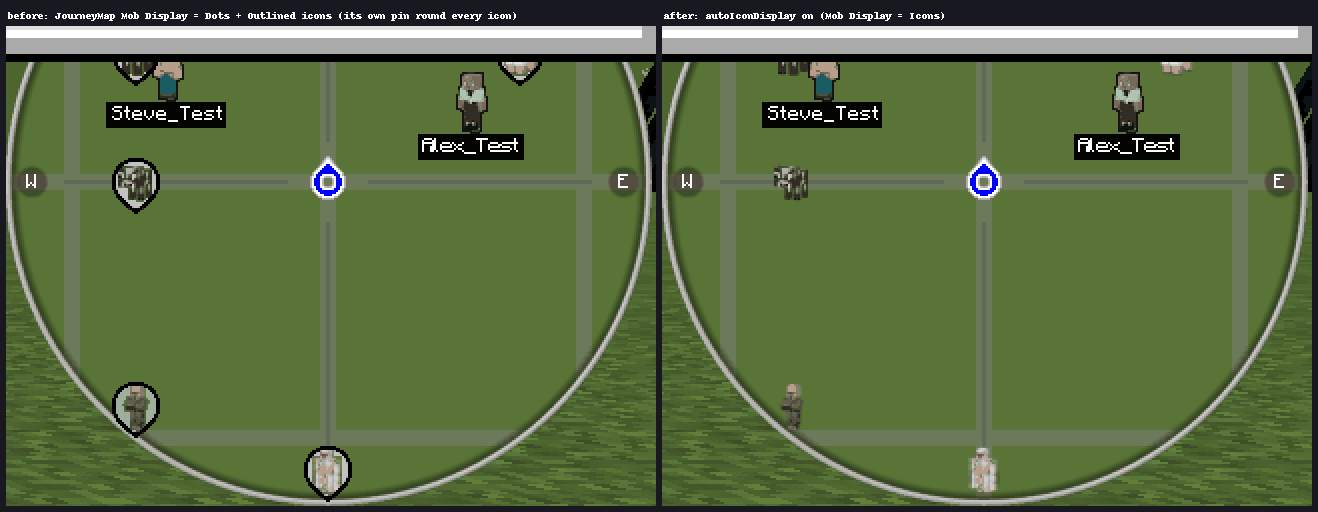 before: JourneyMap Mob Display = Dots + Outlined icons (its own pin round every icon)
after: autoIconDisplay on (Mob Display = Icons)
Steve_Test
Alex_Test
W
E
Steve_Test
Alex_Test
W
E